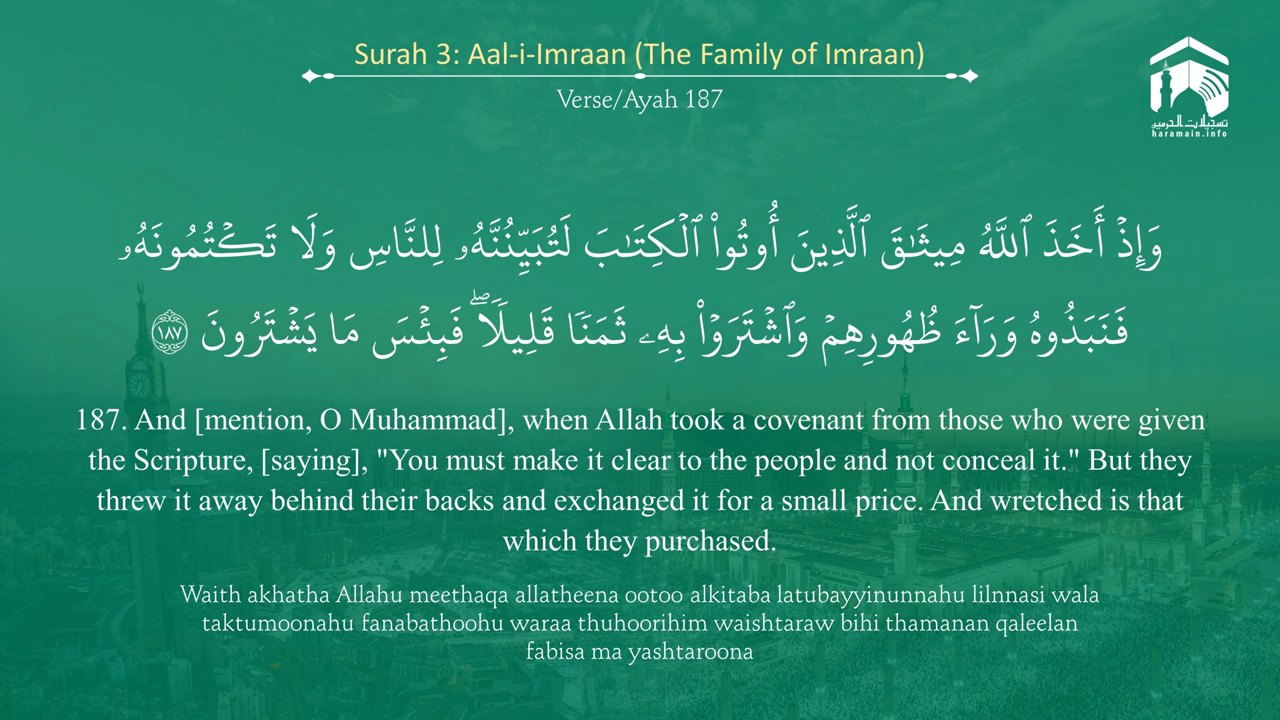 Surah 3: Aal-i-Imraan (The Family of Imraan)
Verse/Ayah 187
تسجيلات الحرمين
haramain.info
وَإِذْ أَخَذَ ٱللَّهُ مِيثَـٰقَ ٱلَّذِينَ أُوتُوا۟ ٱلْكِتَـٰبَ لَتُبَيِّنُنَّهُۥ لِلنَّاسِ وَلَا تَكْتُمُونَهُۥ
فَنَبَذُوهُ وَرَآءَ ظُهُورِهِمْ وَٱشْتَرَوْا۟ بِهِۦ ثَمَنًا قَلِيلًا ۖ فَبِئْسَ مَا يَشْتَرُونَ ١٨٧
187. And [mention, O Muhammad], when Allah took a covenant from those who were given
the Scripture, [saying], "You must make it clear to the people and not conceal it." But they
threw it away behind their backs and exchanged it for a small price. And wretched is that
which they purchased.
Waith akhatha Allahu meethaqa allatheena ootoo alkitaba latubayyinunnahu lilnnasi wala
taktumoonahu fanabathoohu waraa thuhoorihim waishtaraw bihi thamanan qaleelan
fabisa ma yashtaroona